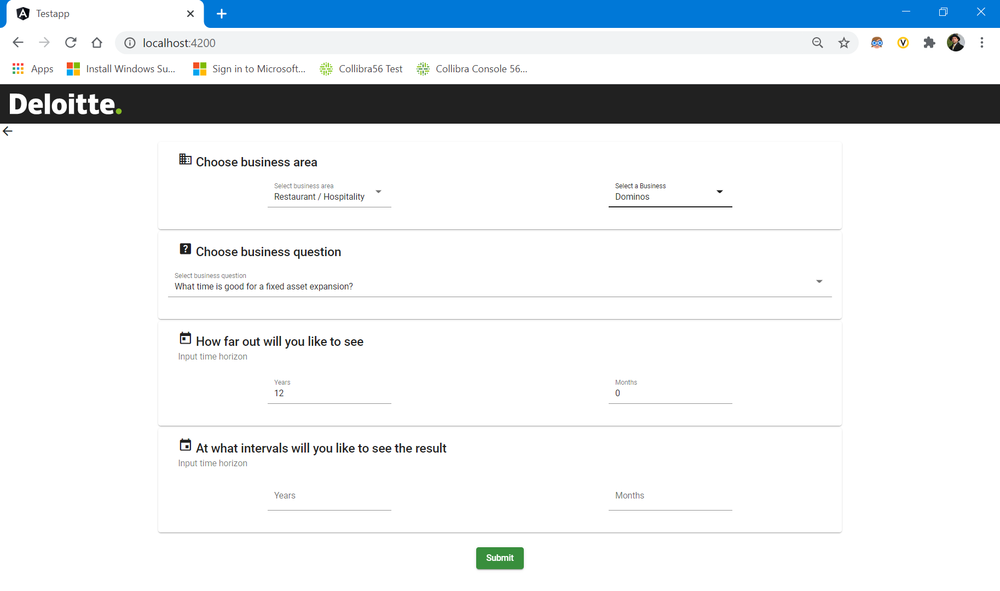 Testapp
localhost:4200
Apps Install Windows Su... Sign in to Microsoft... Collibra56 Test Collibra Console 56...
Deloitte.
Choose business area
Select business area Select a Business
Restaurant / Hospitality Dominos
Choose business question
Select business question
What time is good for a fixed asset expansion?
How far out will you like to see
Input time horizon
Years Months
12 0
At what intervals will you like to see the result
Input time horizon
Years Months
Submit